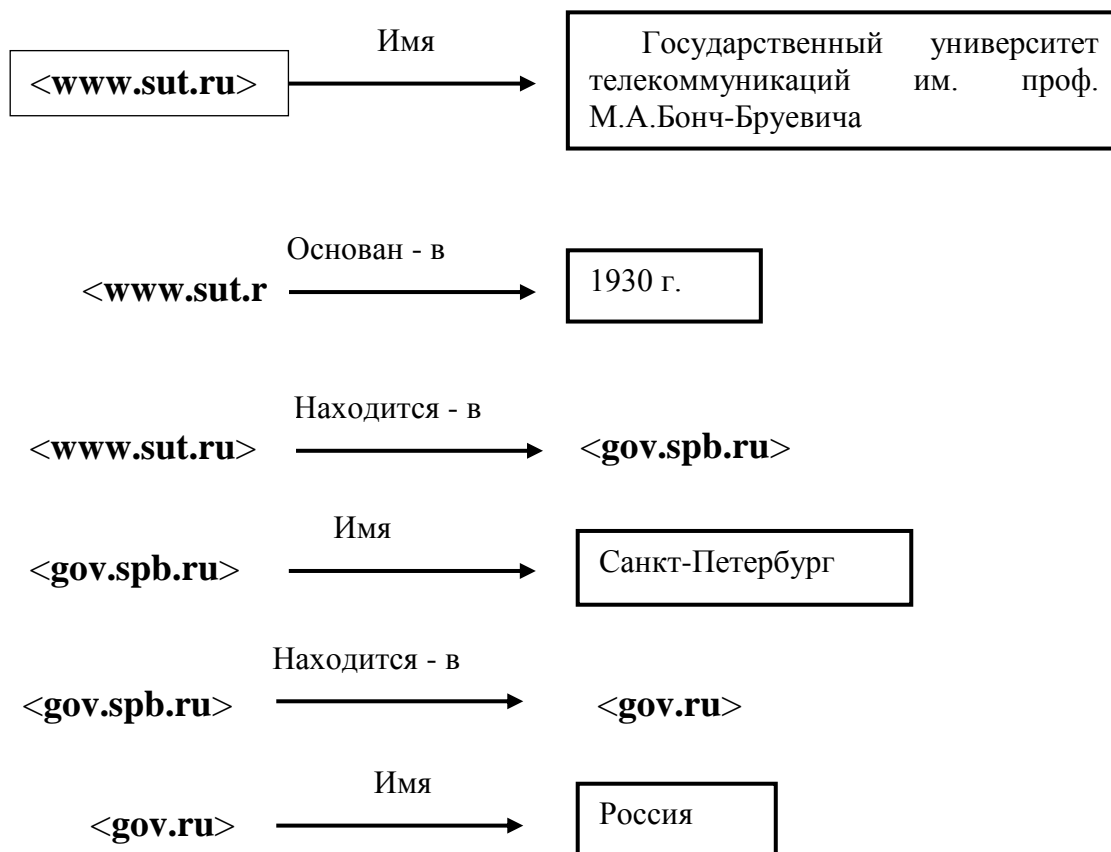 Имя
<www.sut.ru>
Государственный университет
телекоммуникаций им. проф.
М.А.Бонч-Бруевича
Основан - в
<www.sut.r
1930 г.
Находится - в
<www.sut.ru>
<gov.spb.ru>
Имя
<gov.spb.ru>
Санкт-Петербург
Находится - в
<gov.spb.ru>
<gov.ru>
Имя
<gov.ru>
Россия